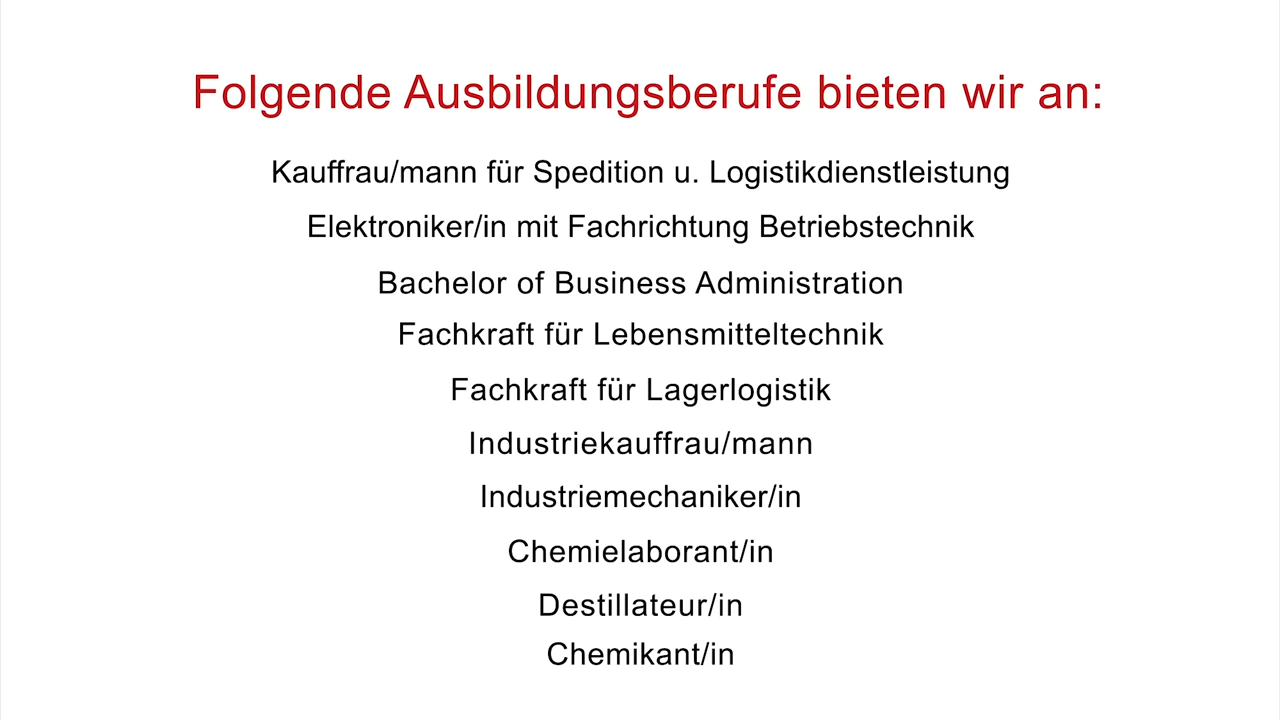 Folgende Ausbildungsberufe bieten wir an:
Kauffrau/mann für Spedition u. Logistikdienstleistung
Elektroniker/in mit Fachrichtung Betriebstechnik
Bachelor of Business Administration
Fachkraft für Lebensmitteltechnik
Fachkraft für Lagerlogistik
Industriekauffrau/mann
Industriemechaniker/in
Chemielaborant/in
Destillateur/in
Chemikant/in